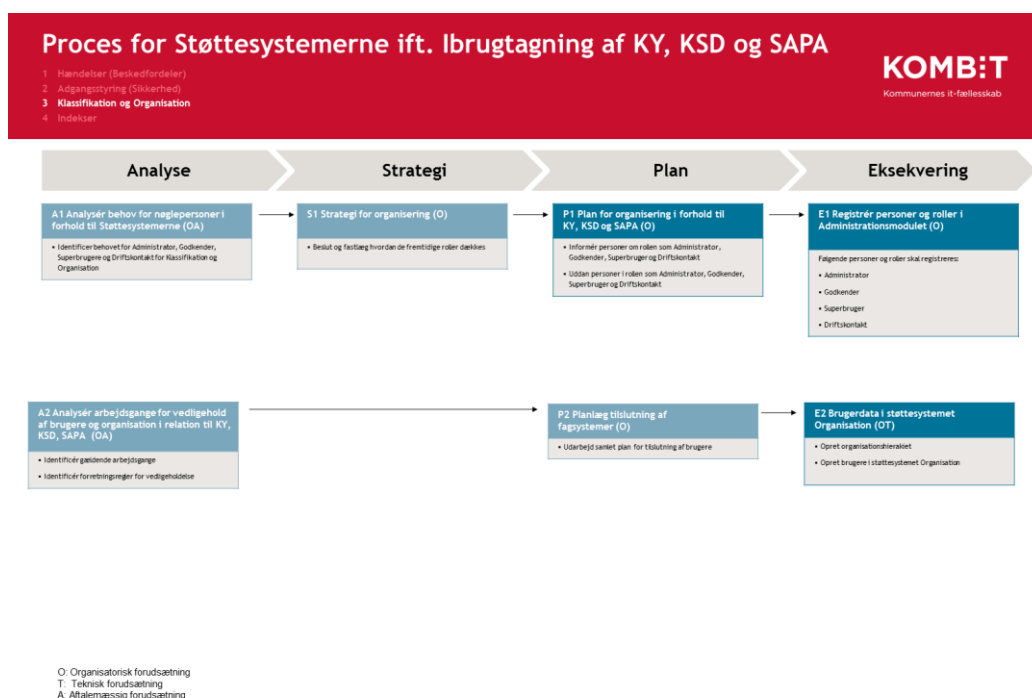 Proces for Støttesystemerne ift. Ibrugtagning af KY, KSD og SAPA
1 Hændelser (Beskedfordeler)
2 Adgangsstyring (Sikkerhed)
3 Klassifikation og Organisation
4 Indekser
KOMB:T
Kommunernes it-fællesskab
Analyse
Strategi
Plan
Eksekvering
A1 Analysér behov for nøglepersoner i
forhold til Støttesystemerne (OA)
• Identificer behovet for Administrator, Godkender,
Superbrugere og Driftskontakt for Klassifikation og
Organisation
S1 Strategi for organisering (O)
• Beslut og fastlæg hvordan de fremtidige roller dækkes
P1 Plan for organisering i forhold til
KY, KSD og SAPA (O)
• Informér personer om rollen som Administrator,
Godkender, Superbruger og Driftskontakt
• Uddan personer i rollen som Administrator, Godkender,
Superbruger og Driftskontakt
E1 Registrér personer og roller i
Administrationsmodulet (O)
Følgende personer og roller skal registreres:
• Administrator
• Godkender
• Superbruger
• Driftskontakt
A2 Analysér arbejdsgange for vedligehold
af brugere og organisation i relation til KY,
KSD, SAPA (OA)
• Identificér gældende arbejdsgange
• Identificér forretningsregler for vedligeholdelse
P2 Planlæg tilslutning af
fagsystemer (O)
• Udarbejd samlet plan for tilslutning af brugere
E2 Brugerdata i støttesystemet
Organisation (OT)
• Opret organisationshierakiet
• Opret brugere i støttesystemet Organisation
O: Organisatorisk forudsætning
T: Teknisk forudsætning
A: Aftalemæssig forudsætning